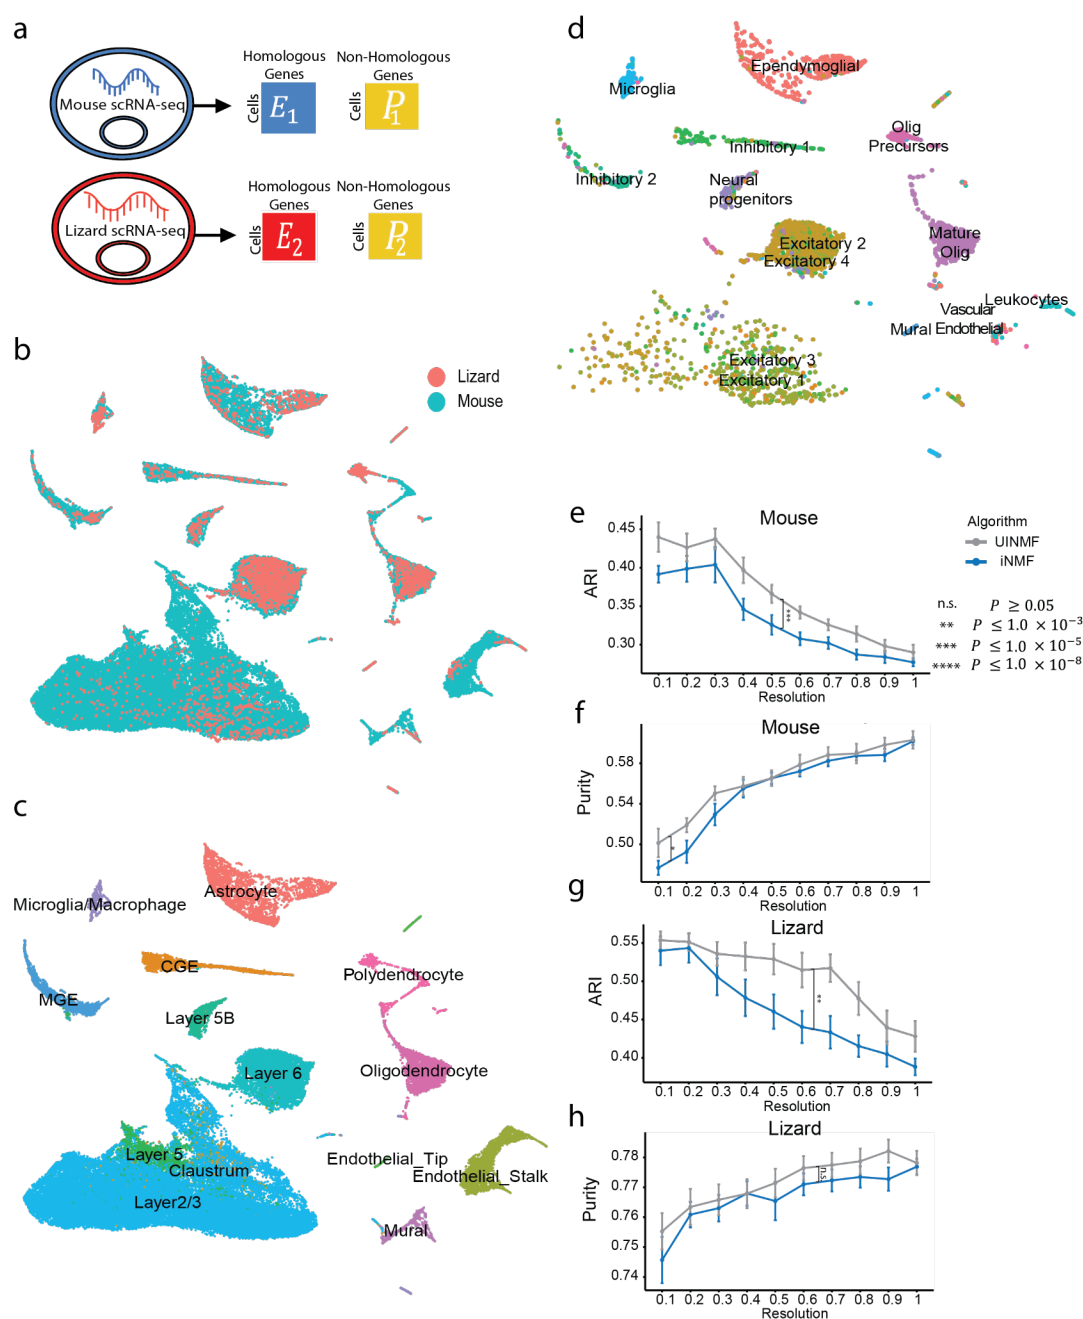 a
Homologous
Genes
Non-Homologous
Genes
Mouse scRNA-seq
Cells
E1
Cells
P1
Homologous
Genes
Non-Homologous
Genes
Lizard scRNA-seq
Cells
E2
Cells
P2
b
Lizard
Mouse
c
Astrocyte
Microglia/Macrophage
CGE
MGE
Polydendrocyte
Layer 5B
Layer 6
Oligodendrocyte
Layer 5
Claustrum
Layer2/3
Endothelial_Tip
Endothelial_Stalk
Mural
d
Ependymoglial
Microglia
Olig
Precursors
Inhibitory 1
Inhibitory 2
Neural
progenitors
Excitatory 2
Excitatory 4
Mature
Olig
Leukocytes
Vascular
Mural
Endothelial
Excitatory 3
Excitatory 1
e
Mouse
ARI
0.45
0.40
0.35
0.30
***
0.1 0.2 0.3 0.4 0.5 0.6 0.7 0.8 0.9 1
Resolution
Algorithm
UINMF
iNMF
n.s. P ≥ 0.05
** P ≤ 1.0 × 10⁻³
*** P ≤ 1.0 × 10⁻⁵
**** P ≤ 1.0 × 10⁻⁸
f
Mouse
Purity
0.58
0.54
0.50
*
0.1 0.2 0.3 0.4 0.5 0.6 0.7 0.8 0.9 1
Resolution
g
Lizard
ARI
0.55
0.50
0.45
0.40
**
0.1 0.2 0.3 0.4 0.5 0.6 0.7 0.8 0.9 1
Resolution
h
Lizard
Purity
0.78
0.77
0.76
0.75
0.74
n.s.
0.1 0.2 0.3 0.4 0.5 0.6 0.7 0.8 0.9 1
Resolution